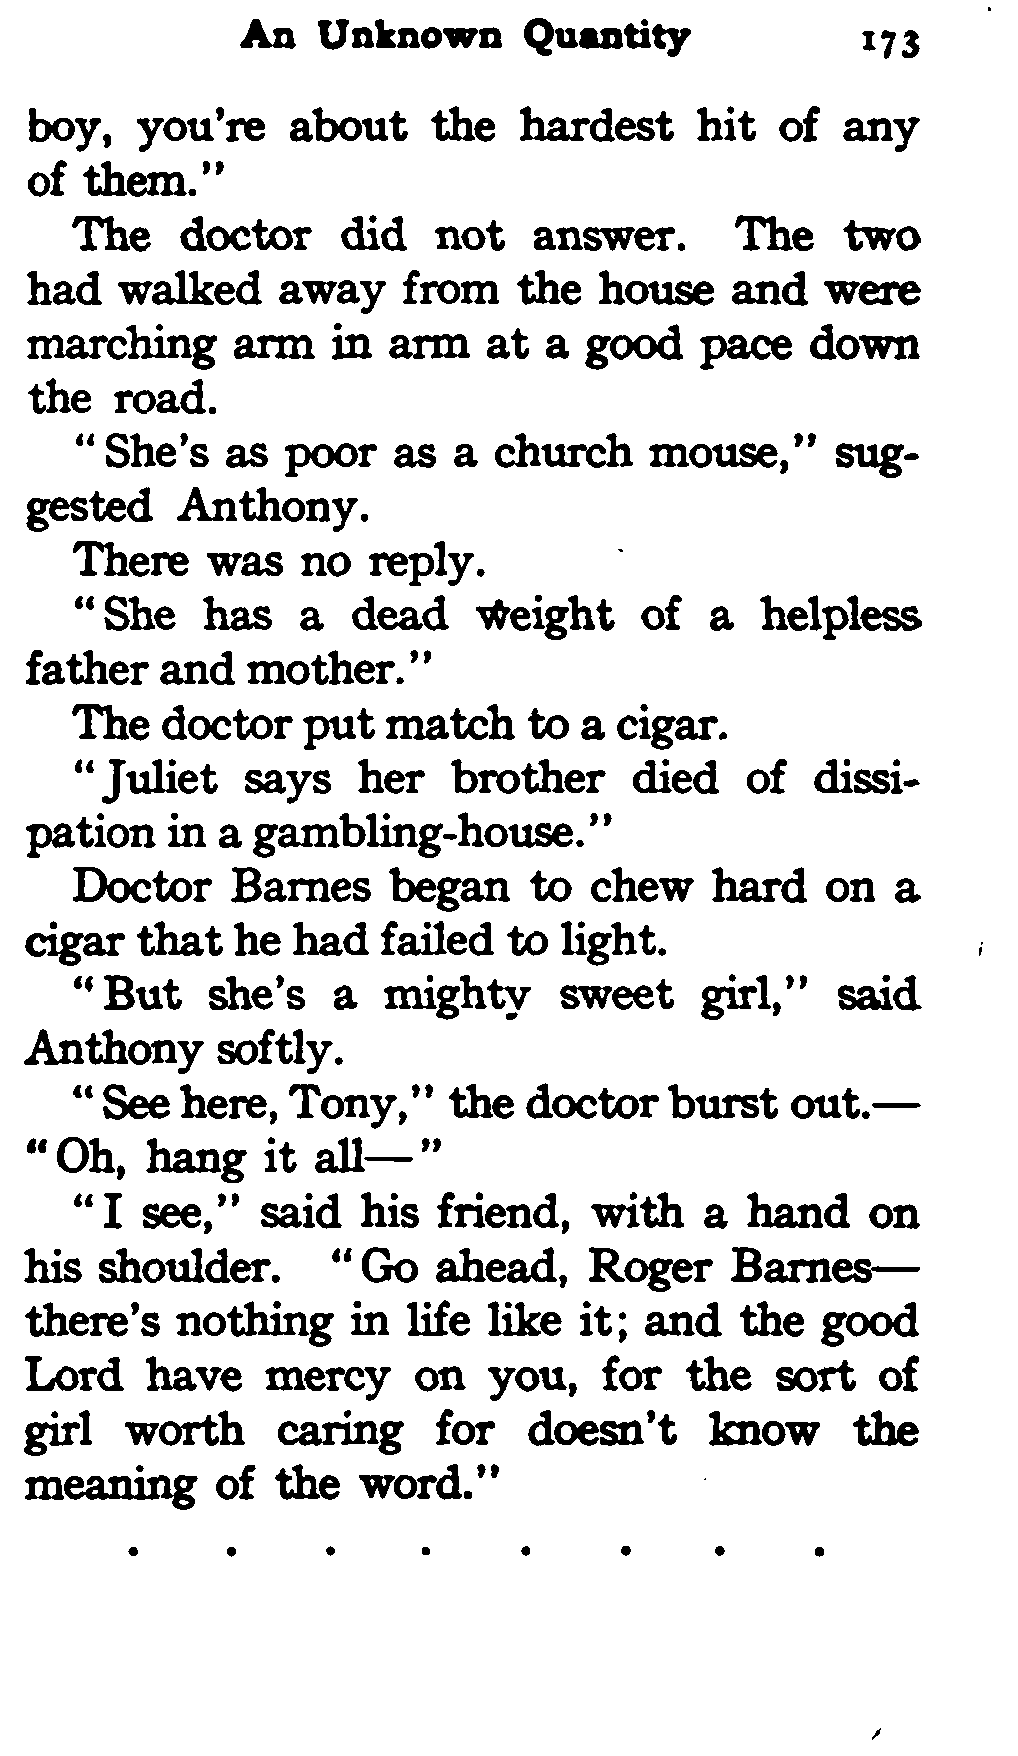 An Unknown Quantity 173
boy, you're about the hardest hit of any
of them."
The doctor did not answer. The two
had walked away from the house and were
marching arm in arm at a good pace down
the road.
"She's as poor as a church mouse," sug-
gested Anthony.
There was no reply.
"She has a dead weight of a helpless
father and mother."
The doctor put match to a cigar.
"Juliet says her brother died of dissi-
pation in a gambling-house."
Doctor Barnes began to chew hard on a
cigar that he had failed to light.
"But she's a mighty sweet girl," said
Anthony softly.
"See here, Tony," the doctor burst out.—
"Oh, hang it all—"
"I see," said his friend, with a hand on
his shoulder. "Go ahead, Roger Barnes—
there's nothing in life like it; and the good
Lord have mercy on you, for the sort of
girl worth caring for doesn't know the
meaning of the word."
. . . . . . . .